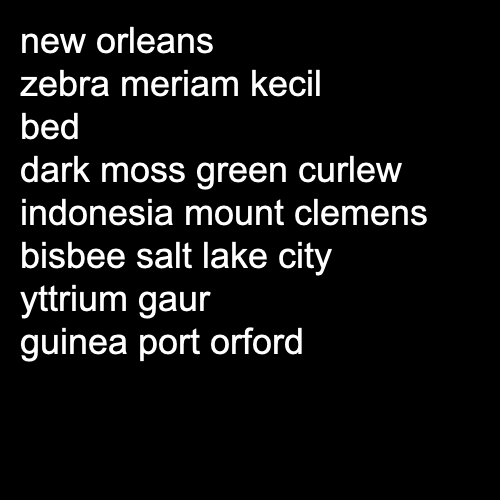 new orleans
zebra meriam kecil
bed
dark moss green curlew
indonesia mount clemens
bisbee salt lake city
yttrium gaur
guinea port orford